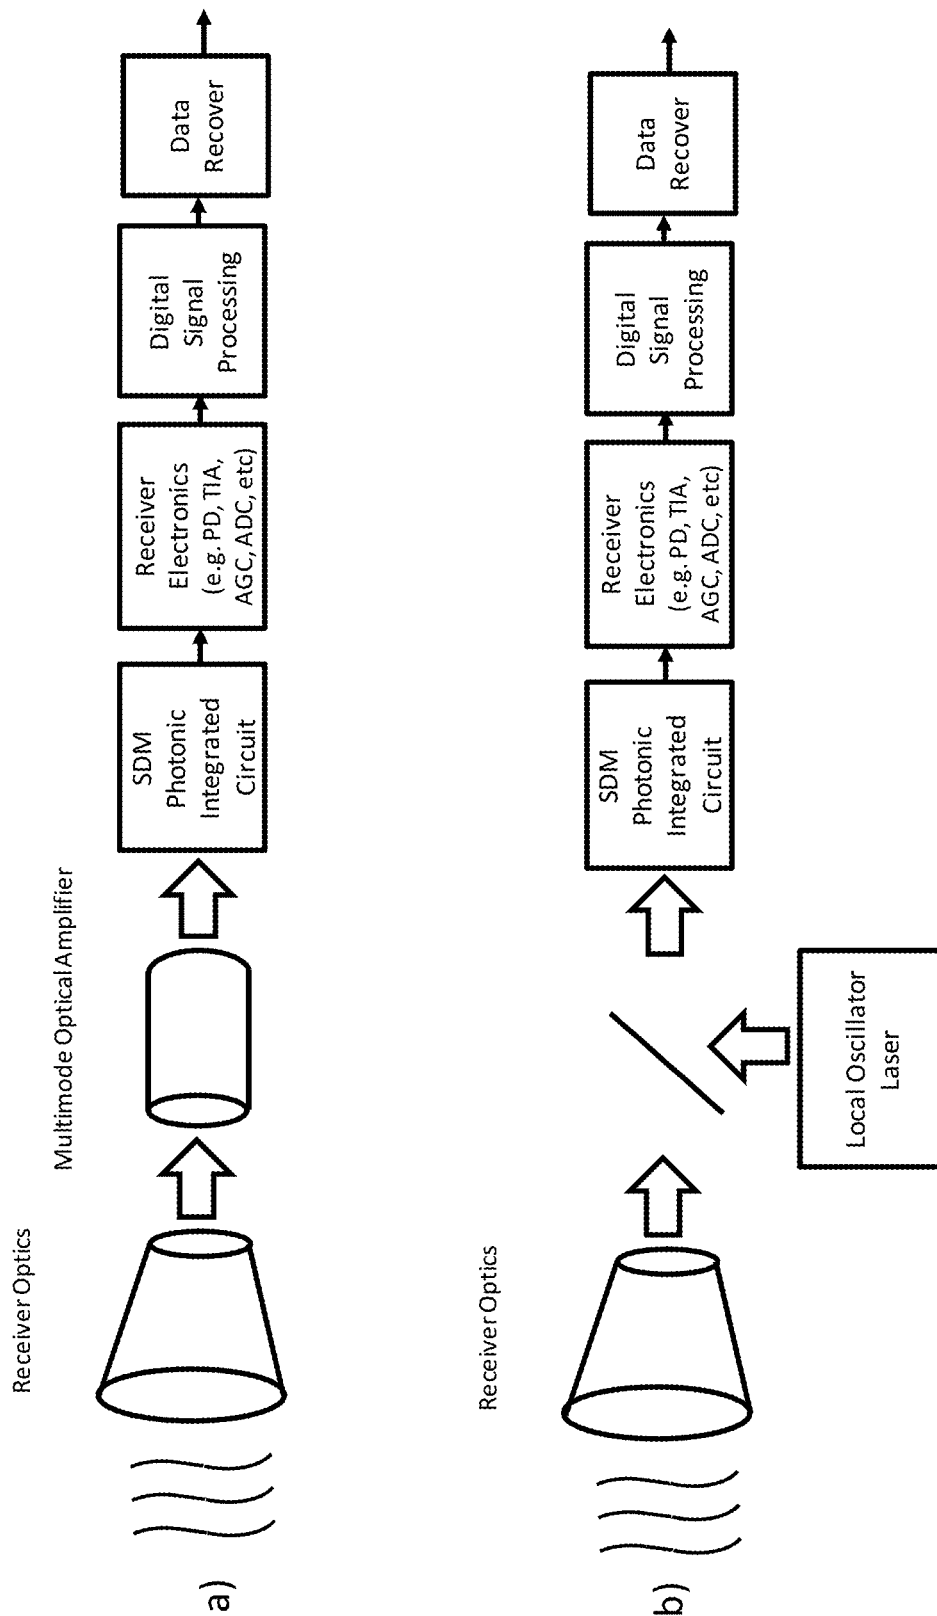 a)
Receiver Optics
Multimode Optical Amplifier
SDM
Photonic
Integrated
Circuit
Receiver
Electronics
(e.g. PD, TIA,
AGC, ADC, etc)
Digital
Signal
Processing
Data
Recover
b)
Receiver Optics
Local Oscillator
Laser
SDM
Photonic
Integrated
Circuit
Receiver
Electronics
(e.g. PD, TIA,
AGC, ADC, etc)
Digital
Signal
Processing
Data
Recover